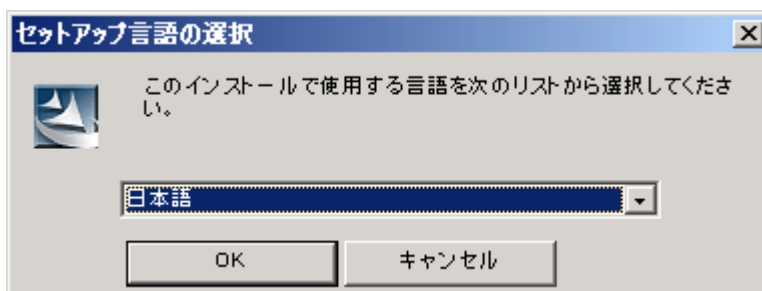 セットアップ言語の選択
このインストールで使用する言語を次のリストから選択してくださ
い。
日本語
OK
キャンセル